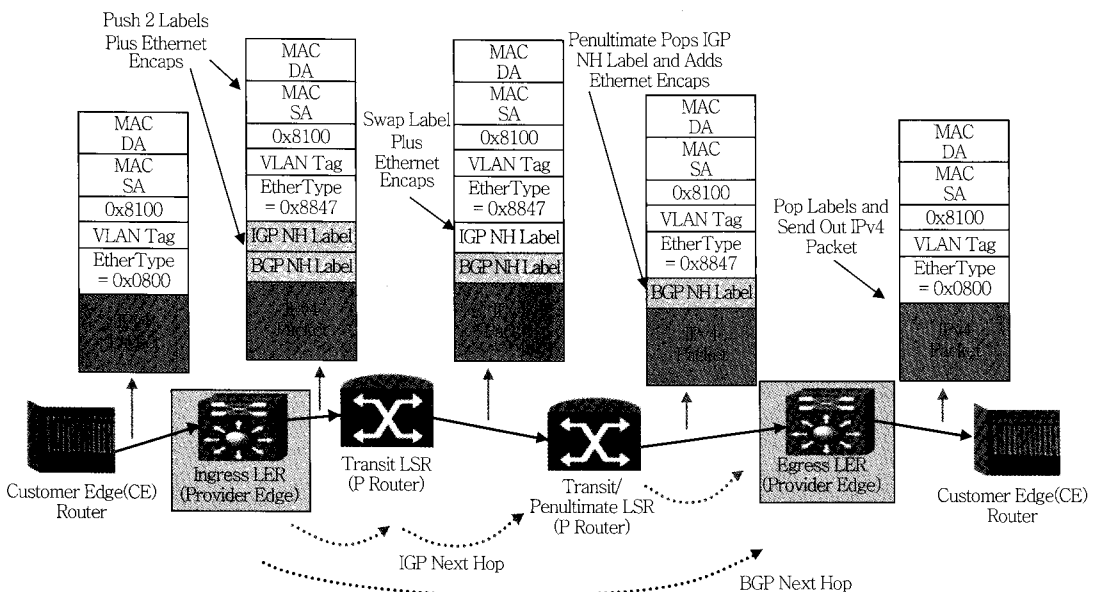 Push 2 Labels
Plus Ethernet
Encaps
MAC
DA
MAC
SA
0x8100
VLAN Tag
EtherType
= 0x0800
MAC
DA
MAC
SA
0x8100
VLAN Tag
EtherType
= 0x8847
IGP NH Label
BGP NH Label
IPv4
Packet
Swap Label
Plus
Ethernet
Encaps
MAC
DA
MAC
SA
0x8100
VLAN Tag
EtherType
= 0x8847
IGP NH Label
BGP NH Label
Penultimate Pops IGP
NH Label and Adds
Ethernet Encaps
MAC
DA
MAC
SA
0x8100
VLAN Tag
EtherType
= 0x8847
BGP NH Label
IPv4
Packet
Pop Labels and
Send Out IPv4
Packet
MAC
DA
MAC
SA
0x8100
VLAN Tag
EtherType
= 0x0800
IPv4
Packet
Customer Edge(CE)
Router
Ingress LER
(Provider Edge)
Transit LSR
(P Router)
Transit/
Penultimate LSR
(P Router)
Egress LER
(Provider Edge)
Customer Edge(CE)
Router
IGP Next Hop
BGP Next Hop